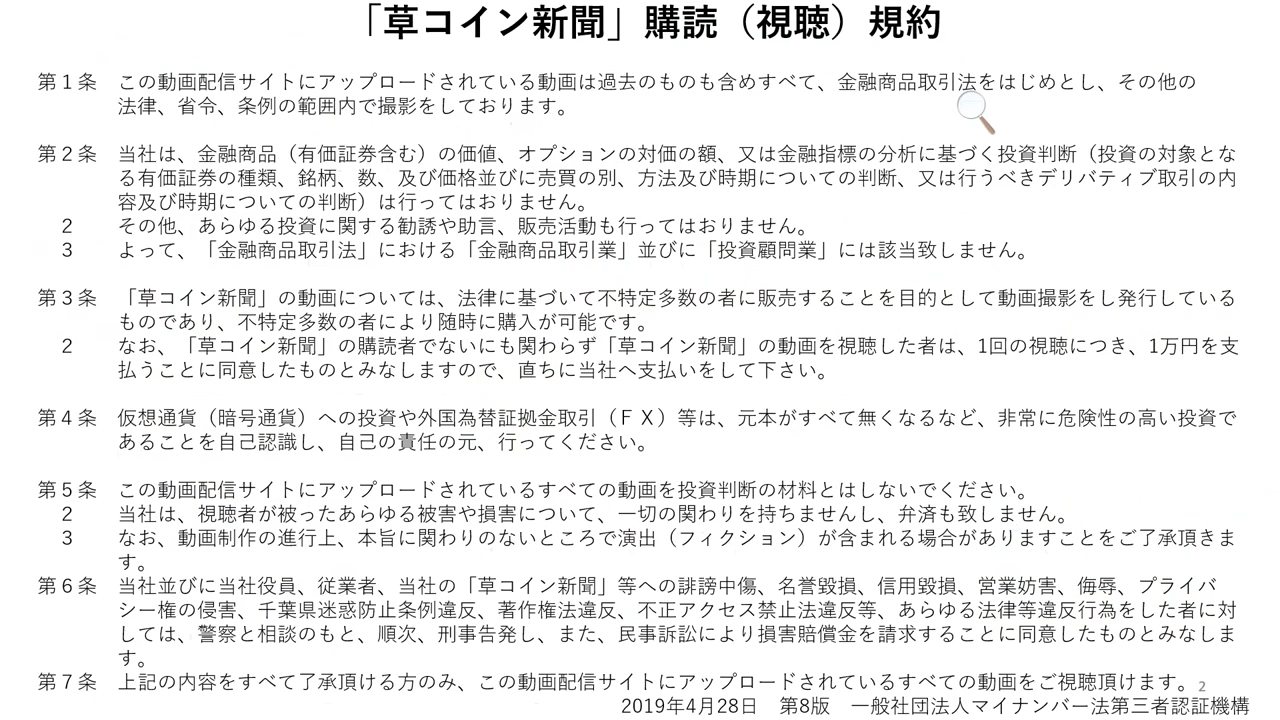 「草コイン新聞」購読（視聴）規約
第１条　この動画配信サイトにアップロードされている動画は過去のものも含めすべて、金融商品取引法をはじめとし、その他の
法律、省令、条例の範囲内で撮影をしております。
第２条　当社は、金融商品（有価証券含む）の価値、オプションの対価の額、又は金融指標の分析に基づく投資判断（投資の対象とな
る有価証券の種類、銘柄、数、及び価格並びに売買の別、方法及び時期についての判断、又は行うべきデリバティブ取引の内
容及び時期についての判断）は行ってはおりません。
２　その他、あらゆる投資に関する勧誘や助言、販売活動も行ってはおりません。
３　よって、「金融商品取引法」における「金融商品取引業」並びに「投資顧問業」には該当致しません。
第３条　「草コイン新聞」の動画については、法律に基づいて不特定多数の者に販売することを目的として動画撮影をし発行している
ものであり、不特定多数の者により随時に購入が可能です。
２　なお、「草コイン新聞」の購読者でないにも関わらず「草コイン新聞」の動画を視聴した者は、1回の視聴につき、1万円を支
払うことに同意したものとみなしますので、直ちに当社へ支払いをして下さい。
第４条　仮想通貨（暗号通貨）への投資や外国為替証拠金取引（ＦＸ）等は、元本がすべて無くなるなど、非常に危険性の高い投資で
あることを自己認識し、自己の責任の元、行ってください。
第５条　この動画配信サイトにアップロードされているすべての動画を投資判断の材料とはしないでください。
２　当社は、視聴者が被ったあらゆる被害や損害について、一切の関わりを持ちませんし、弁済も致しません。
３　なお、動画制作の進行上、本旨に関わりのないところで演出（フィクション）が含まれる場合がありますことをご了承頂きま
す。
第６条　当社並びに当社役員、従業者、当社の「草コイン新聞」等への誹謗中傷、名誉毀損、信用毀損、営業妨害、侮辱、プライバ
シー権の侵害、千葉県迷惑防止条例違反、著作権法違反、不正アクセス禁止法違反等、あらゆる法律等違反行為をした者に対
しては、警察と相談のもと、順次、刑事告発し、また、民事訴訟により損害賠償金を請求することに同意したものとみなしま
す。
第７条　上記の内容をすべて了承頂ける方のみ、この動画配信サイトにアップロードされているすべての動画をご視聴頂けます。
2
2019年4月28日　第8版　一般社団法人マイナンバー法第三者認証機構